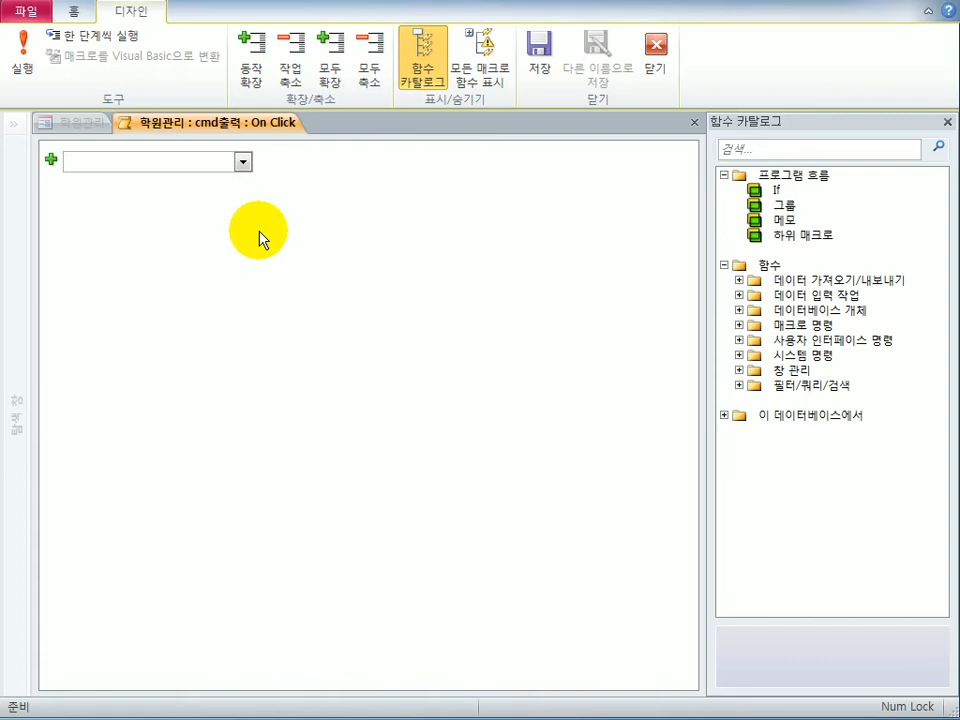 파일 홈 디자인
실행
한 단계씩 실행
매크로를 Visual Basic으로 변환
도구
동작 확장
작업 축소
모두 확장
모두 축소
확장/축소
함수 카탈로그
모든 매크로 함수 표시
표시/숨기기
저장
다른 이름으로 저장
닫기
닫기
학원관리
학원관리 : cmd출력 : On Click
함수 카탈로그
검색...
프로그램 흐름
If
그룹
메모
하위 매크로
함수
데이터 가져오기/내보내기
데이터 입력 작업
데이터베이스 개체
매크로 명령
사용자 인터페이스 명령
시스템 명령
창 관리
필터/쿼리/검색
이 데이터베이스에서
탐색 창
준비
Num Lock